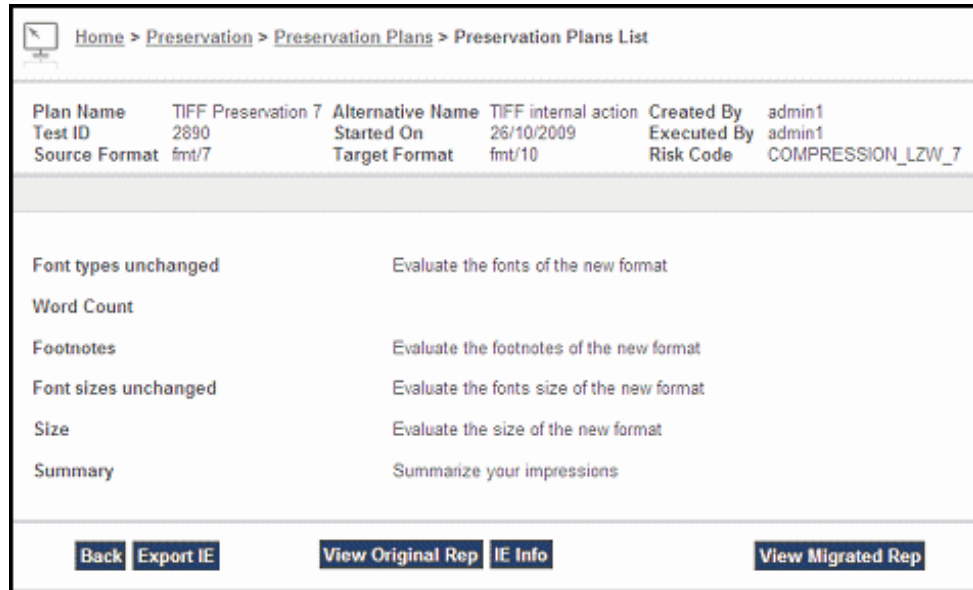 Home > Preservation > Preservation Plans > Preservation Plans List
Plan Name TIFF Preservation 7 Alternative Name TIFF internal action Created By admin1
Test ID 2890 Started On 26/10/2009 Executed By admin1
Source Format fmt/7 Target Format fmt/10 Risk Code COMPRESSION_LZW_7
Font types unchanged Evaluate the fonts of the new format
Word Count
Footnotes Evaluate the footnotes of the new format
Font sizes unchanged Evaluate the fonts size of the new format
Size Evaluate the size of the new format
Summary Summarize your impressions
Back Export IE View Original Rep IE Info View Migrated Rep